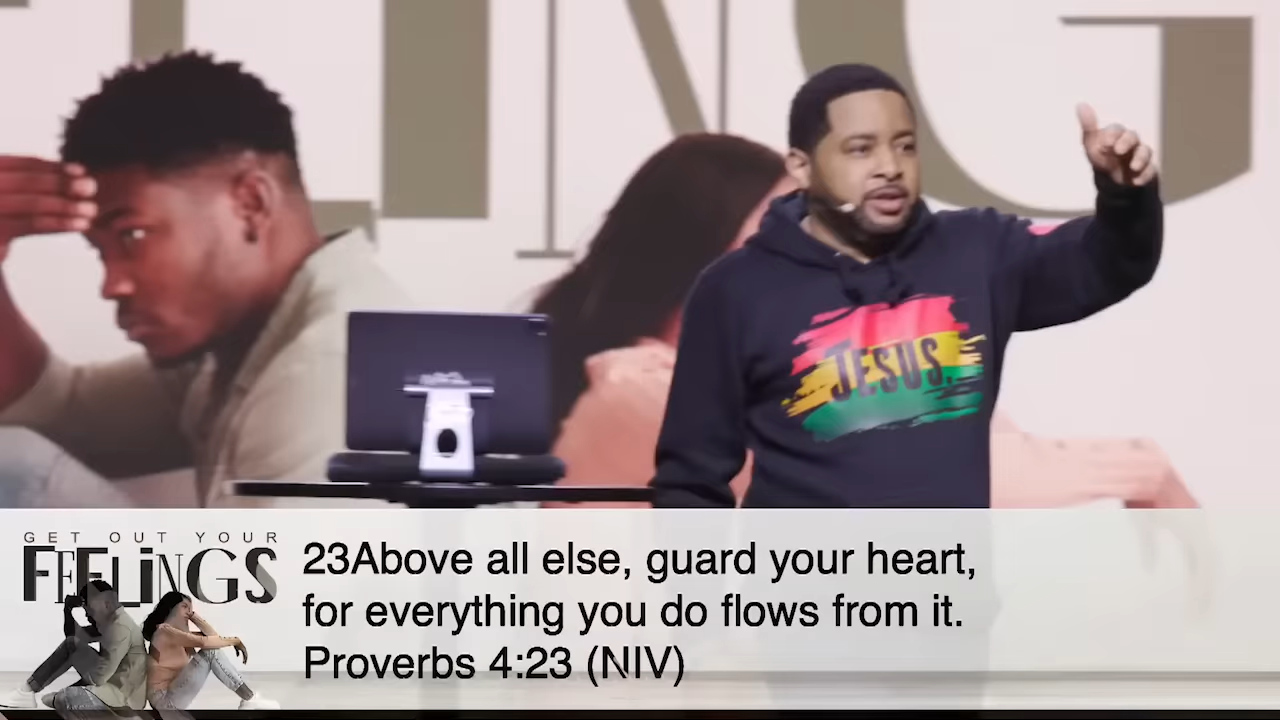 LING
JESUS.
GET OUT YOUR
FEELiNGS
23Above all else, guard your heart,
for everything you do flows from it.
Proverbs 4:23 (NIV)